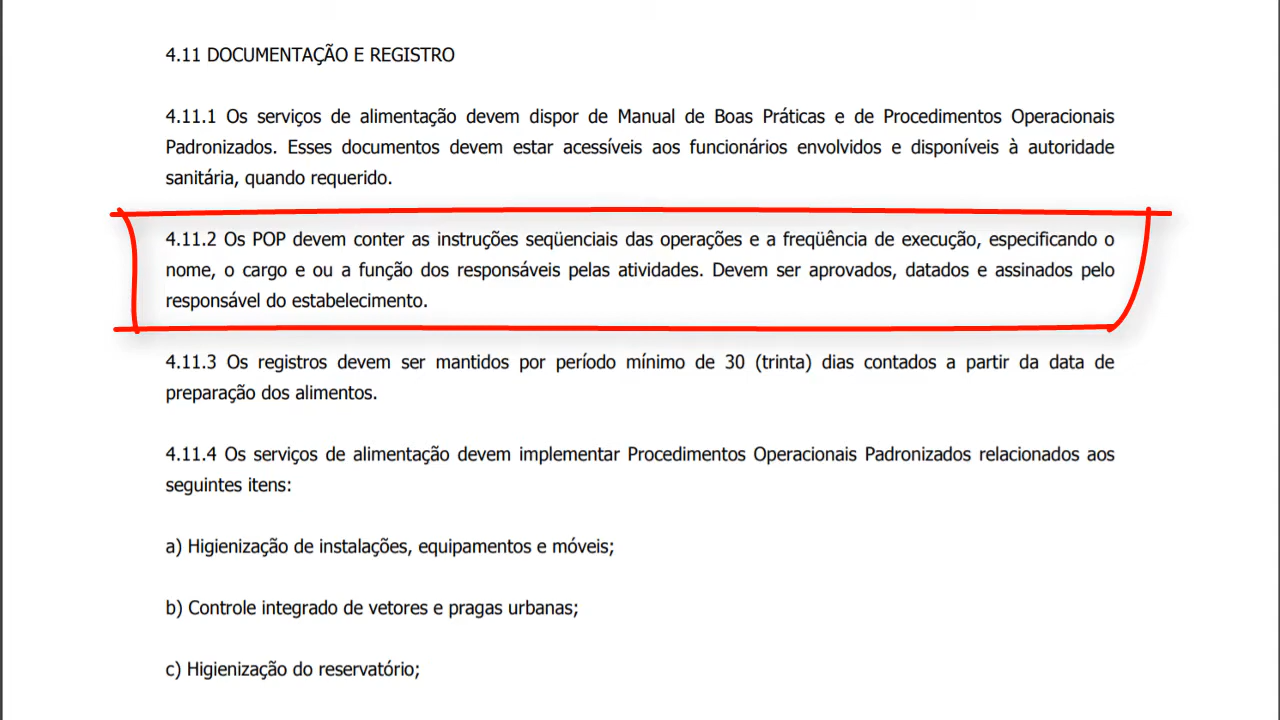 4.11 DOCUMENTAÇÃO E REGISTRO
4.11.1 Os serviços de alimentação devem dispor de Manual de Boas Práticas e de Procedimentos Operacionais
Padronizados. Esses documentos devem estar acessíveis aos funcionários envolvidos e disponíveis à autoridade
sanitária, quando requerido.
4.11.2 Os POP devem conter as instruções seqüenciais das operações e a freqüência de execução, especificando o
nome, o cargo e ou a função dos responsáveis pelas atividades. Devem ser aprovados, datados e assinados pelo
responsável do estabelecimento.
4.11.3 Os registros devem ser mantidos por período mínimo de 30 (trinta) dias contados a partir da data de
preparação dos alimentos.
4.11.4 Os serviços de alimentação devem implementar Procedimentos Operacionais Padronizados relacionados aos
seguintes itens:
a) Higienização de instalações, equipamentos e móveis;
b) Controle integrado de vetores e pragas urbanas;
c) Higienização do reservatório;